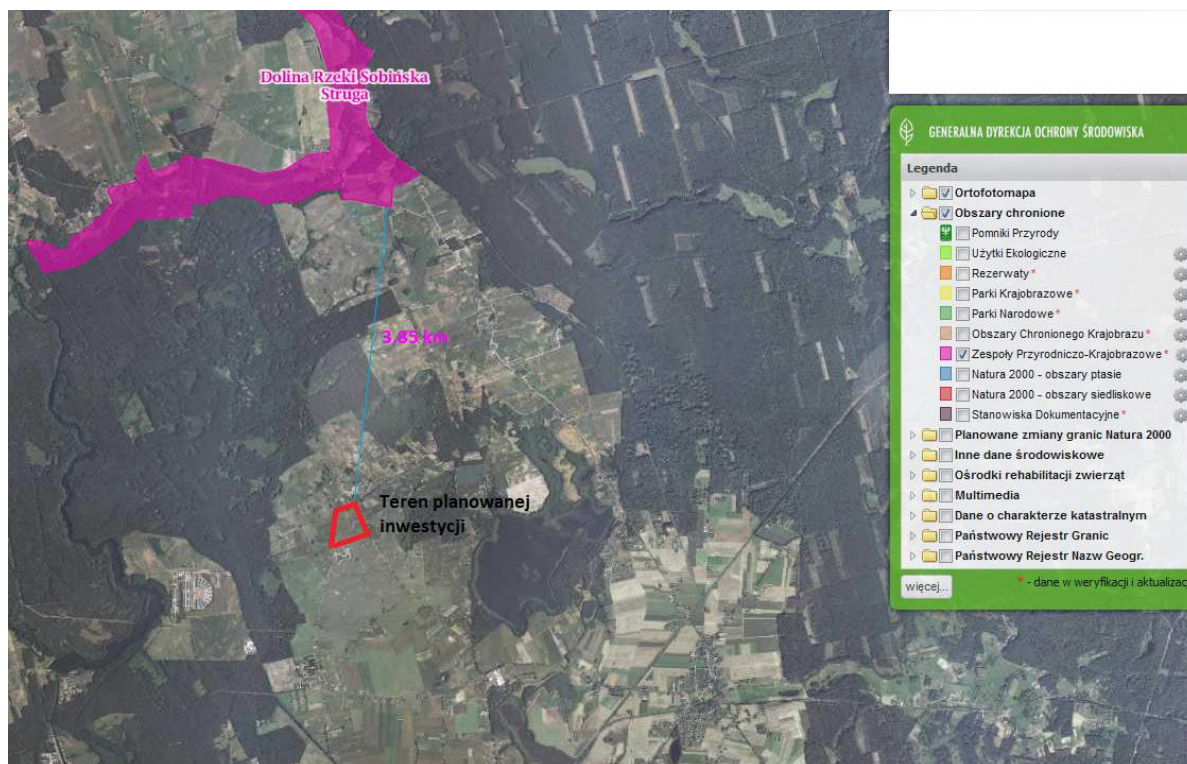 Dolina Rzeki Sobińska
Struga
3,85 km
Teren planowanej
inwestycji
GENERALNA DYREKCJA OCHRONY ŚRODOWISKA
Legenda
Ortofotomapa
Obszary chronione
Pomniki Przyrody
Użytki Ekologiczne
Rezerwaty *
Parki Krajobrazowe *
Parki Narodowe *
Obszary Chronionego Krajobrazu *
Zespoły Przyrodniczo-Krajobrazowe *
Natura 2000 - obszary ptasie
Natura 2000 - obszary siedliskowe
Stanowiska Dokumentacyjne *
Planowane zmiany granic Natura 2000
Inne dane środowiskowe
Ośrodki rehabilitacji zwierząt
Multimedia
Dane o charakterze katastralnym
Państwowy Rejestr Granic
Państwowy Rejestr Nazw Geogr.
więcej...
* - dane w weryfikacji i aktualizac